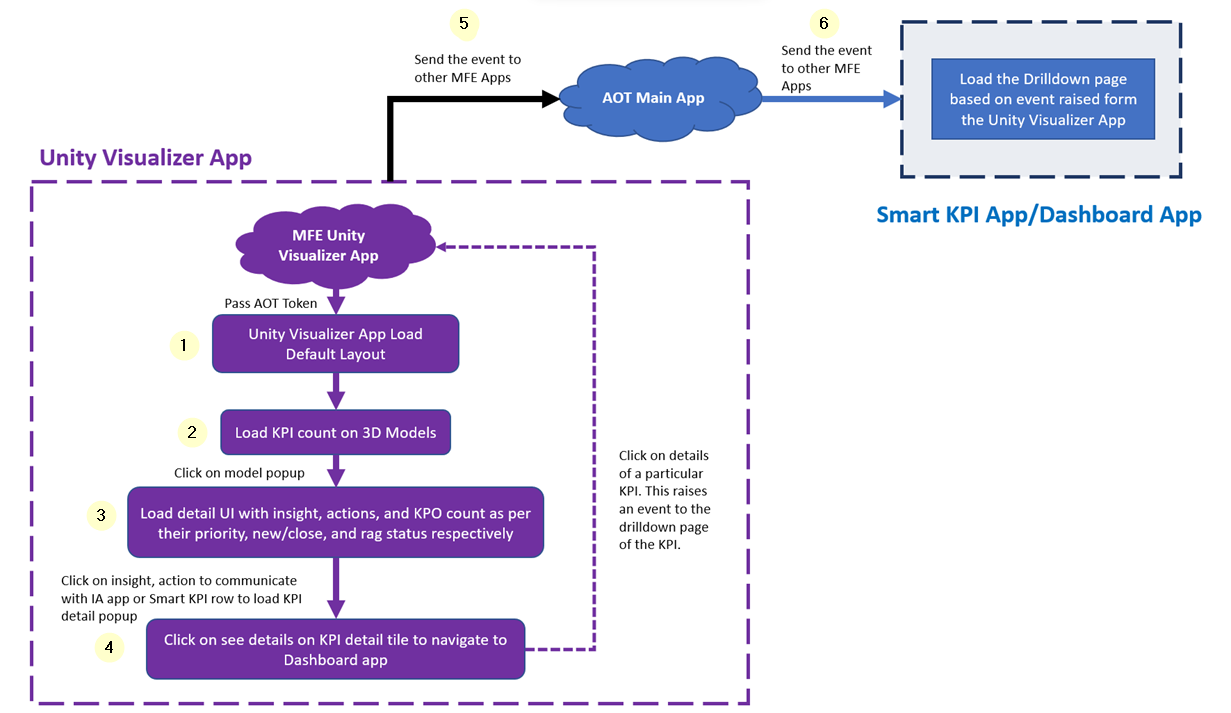 5
Send the event to
other MFE Apps
AOT Main App
6
Send the event
to other MFE
Apps
Load the Drilldown page
based on event raised form
the Unity Visualizer App
Smart KPI App/Dashboard App
Unity Visualizer App
MFE Unity
Visualizer App
Pass AOT Token
1
Unity Visualizer App Load
Default Layout
2
Load KPI count on 3D Models
Click on model popup
3
Load detail UI with insight, actions, and KPO count as per
their priority, new/close, and rag status respectively
Click on insight, action to communicate
with IA app or Smart KPI row to load KPI
detail popup
4
Click on see details on KPI detail tile to navigate to
Dashboard app
Click on details
of a particular
KPI. This raises
an event to the
drilldown page
of the KPI.